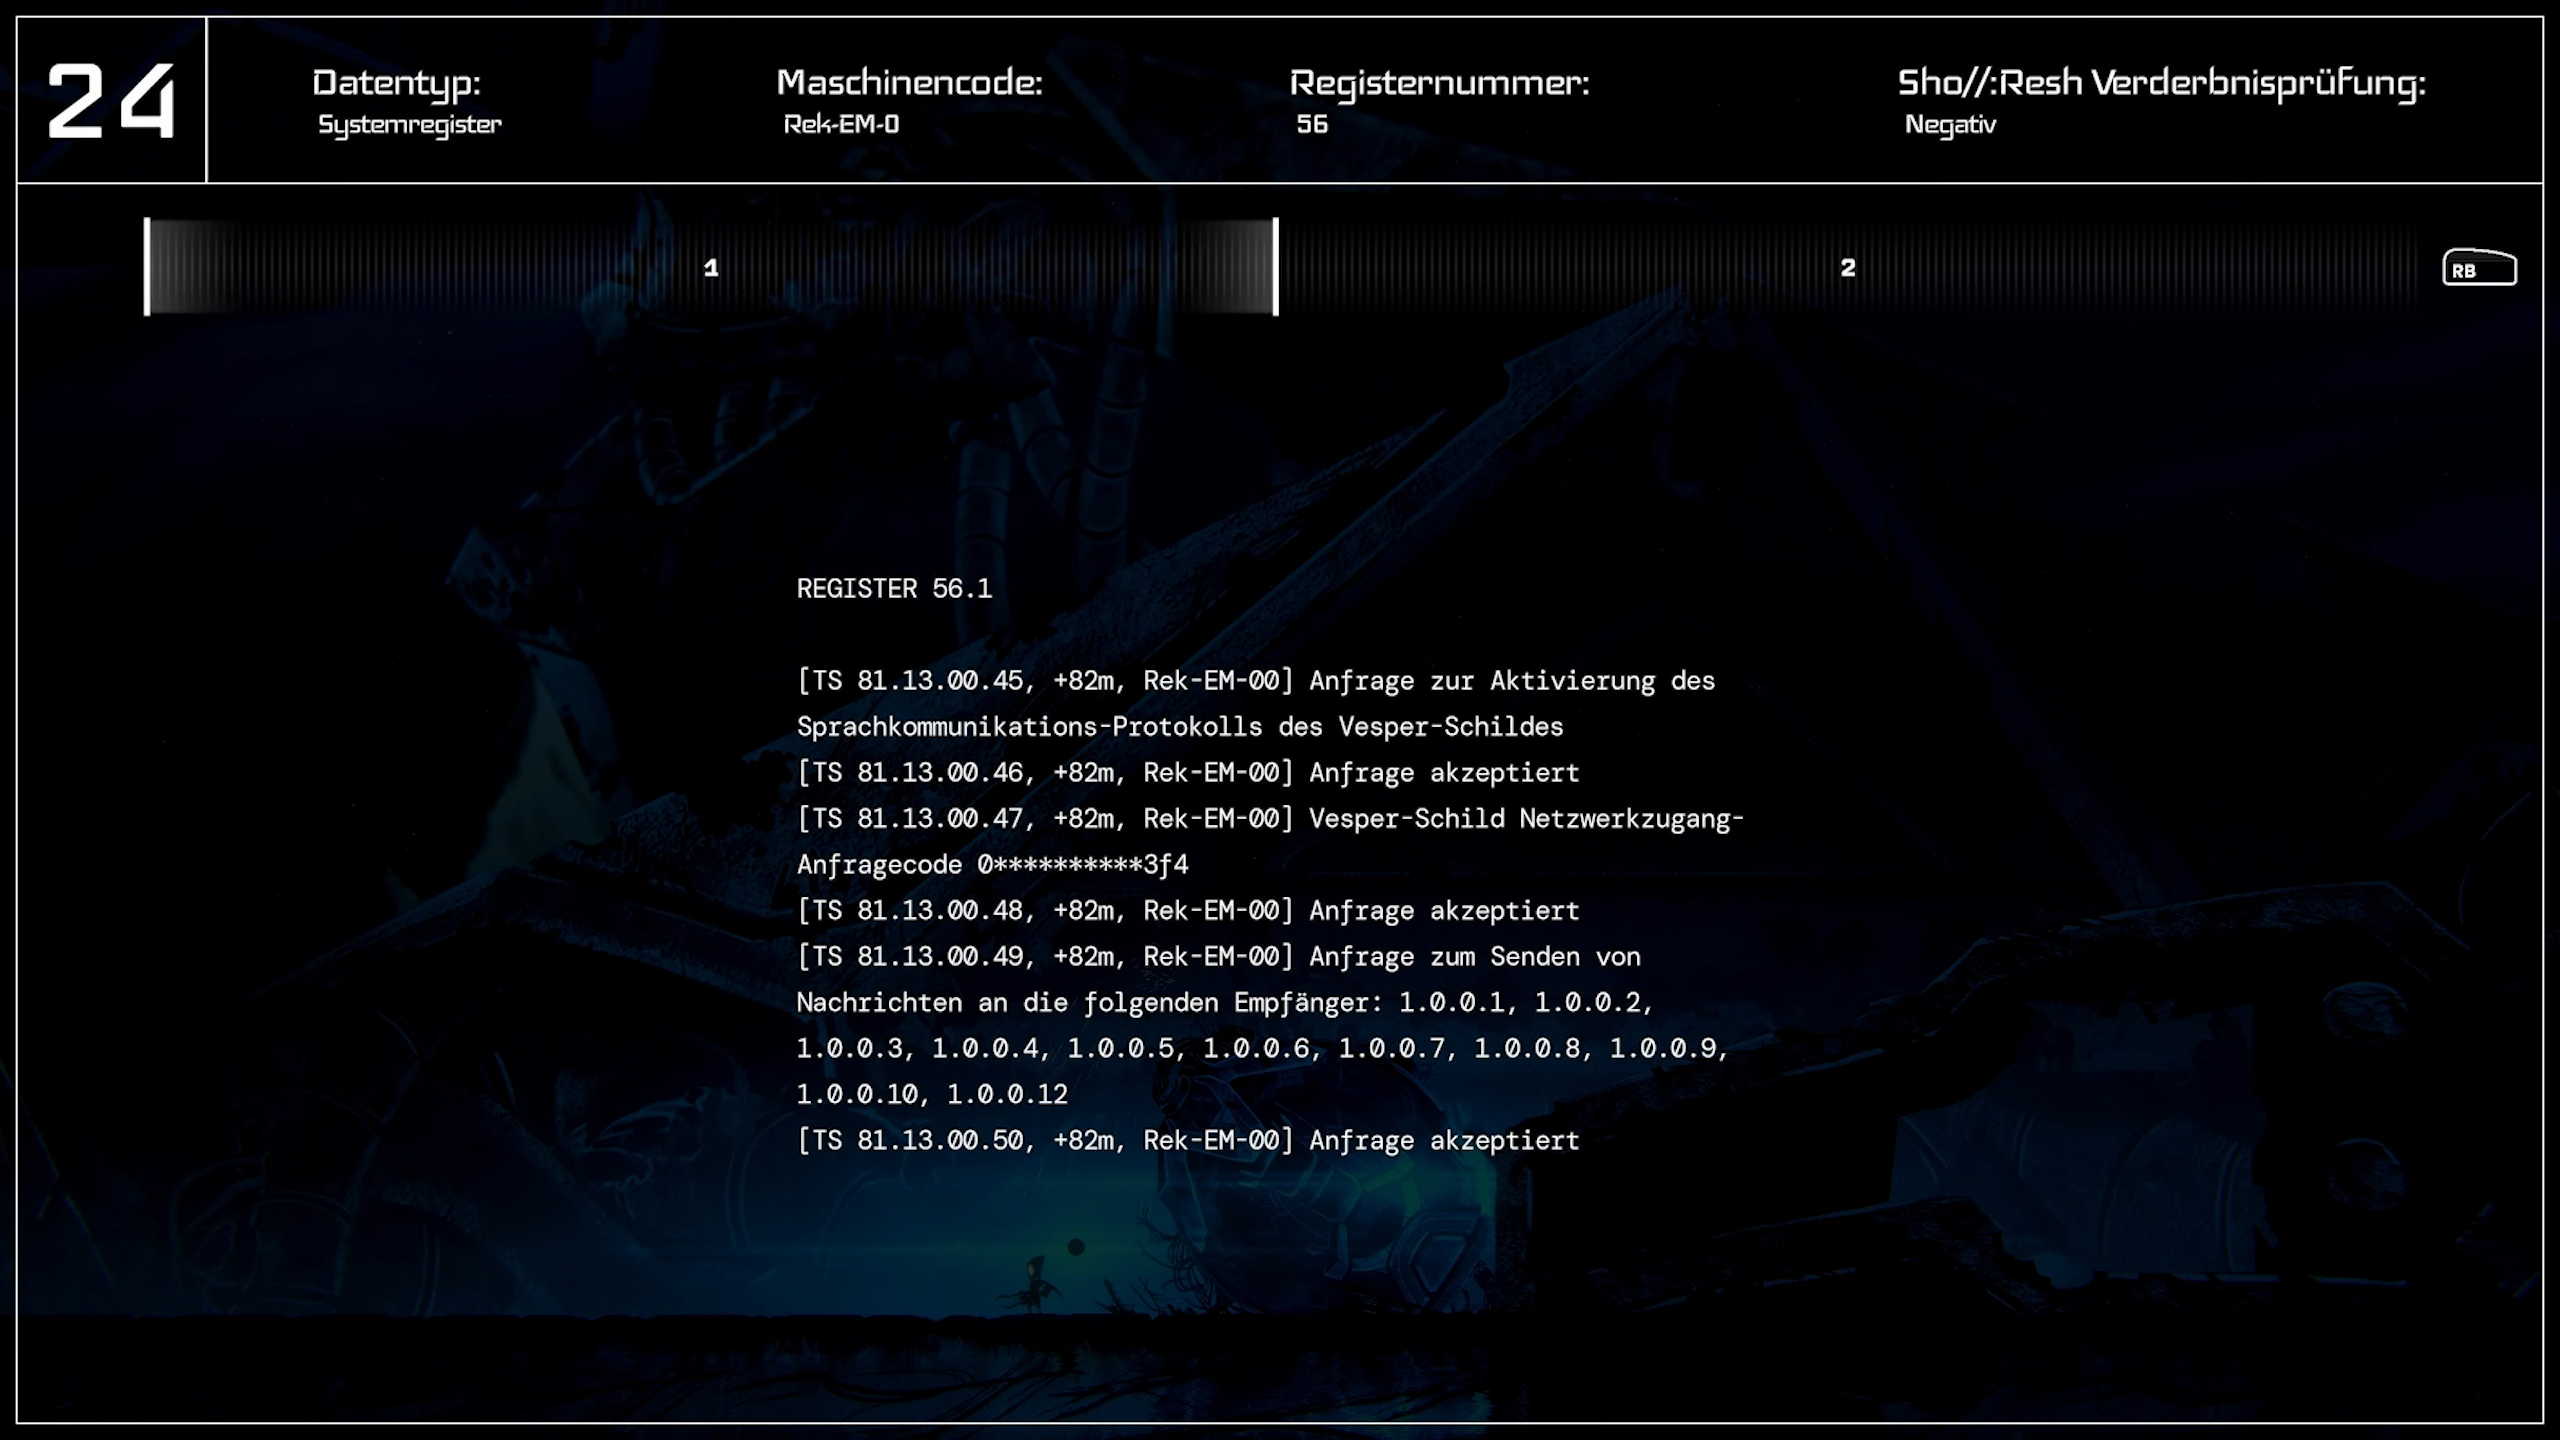 24
Datentyp:
Systemregister
Maschinencode:
Rek-EM-0
Registernummer:
56
Sho//:Resh Verderbnisprüfung:
Negativ
1
2
RB
REGISTER 56.1
[TS 81.13.00.45, +82m, Rek-EM-00] Anfrage zur Aktivierung des
Sprachkommunikations-Protokolls des Vesper-Schildes
[TS 81.13.00.46, +82m, Rek-EM-00] Anfrage akzeptiert
[TS 81.13.00.47, +82m, Rek-EM-00] Vesper-Schild Netzwerkzugang-
Anfragecode 0**********3f4
[TS 81.13.00.48, +82m, Rek-EM-00] Anfrage akzeptiert
[TS 81.13.00.49, +82m, Rek-EM-00] Anfrage zum Senden von
Nachrichten an die folgenden Empfänger: 1.0.0.1, 1.0.0.2,
1.0.0.3, 1.0.0.4, 1.0.0.5, 1.0.0.6, 1.0.0.7, 1.0.0.8, 1.0.0.9,
1.0.0.10, 1.0.0.12
[TS 81.13.00.50, +82m, Rek-EM-00] Anfrage akzeptiert